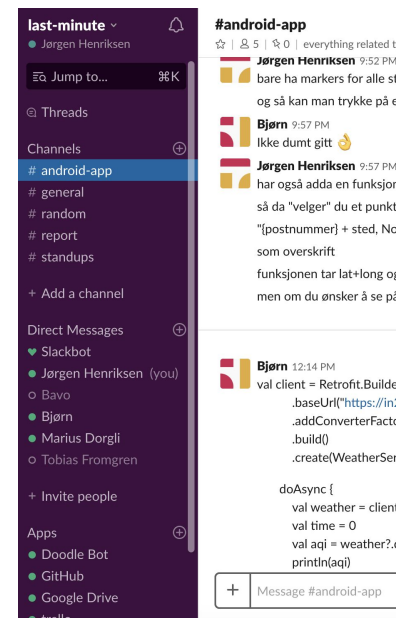 last-minute
Jørgen Henriksen
Jump to... ⌘K
Threads
Channels
# android-app
# general
# random
# report
# standups
+ Add a channel
Direct Messages
Slackbot
Jørgen Henriksen (you)
Bavo
Bjørn
Marius Dorgli
Tobias Fromgren
+ Invite people
Apps
Doodle Bot
GitHub
Google Drive
trello
#android-app
5 | 0 | everything related t
Jørgen Henriksen 9:52 PM
bare ha markers for alle st
og så kan man trykke på e
Bjørn 9:57 PM
Ikke dumt gitt 👌
Jørgen Henriksen 9:57 PM
har også adda en funksjon
så da "velger" du et punkt
"{postnummer} + sted, No
som overskrift
funksjonen tar lat+long og
men om du ønsker å se på
Bjørn 12:14 PM
val client = Retrofit.Builde
.baseUrl("https://in2
.addConverterFacto
.build()
.create(WeatherSer
doAsync {
val weather = client
val time = 0
val aqi = weather?.d
println(aqi)
+ Message #android-app